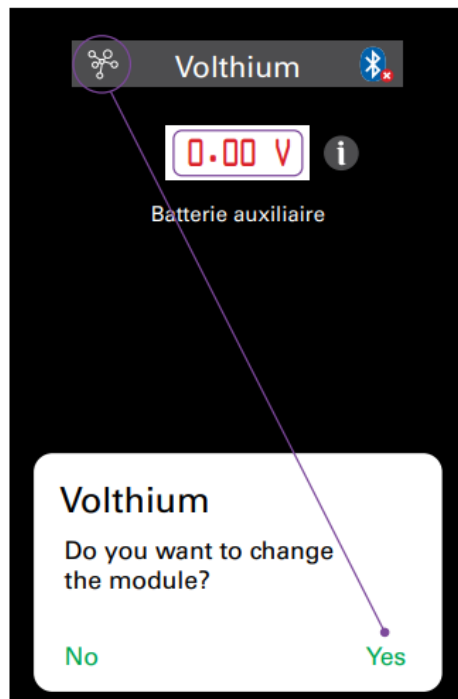 Volthium
0.00 V
i
Batterie auxiliaire
Volthium
Do you want to change
the module?
No
Yes